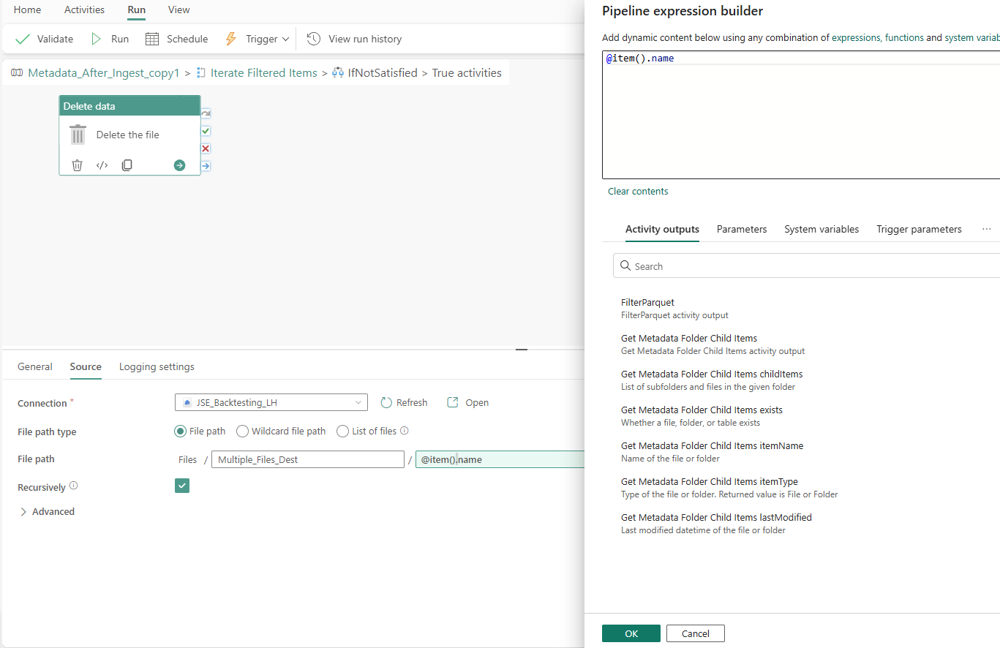 Home Activities Run View
Validate Run Schedule Trigger View run history
Metadata_After_Ingest_copy1 > Iterate Filtered Items > IfNotSatisfied > True activities
Delete data
Delete the file
General Source Logging settings
Connection *
JSE_Backtesting_LH
Refresh Open
File path type
File path Wildcard file path List of files
File path
Files / Multiple_Files_Dest / @item().name
Recursively
Advanced
Pipeline expression builder
Add dynamic content below using any combination of expressions, functions and system variab
@item().name
Clear contents
Activity outputs Parameters System variables Trigger parameters ...
Search
FilterParquet
FilterParquet activity output
Get Metadata Folder Child Items
Get Metadata Folder Child Items activity output
Get Metadata Folder Child Items childItems
List of subfolders and files in the given folder
Get Metadata Folder Child Items exists
Whether a file, folder, or table exists
Get Metadata Folder Child Items itemName
Name of the file or folder
Get Metadata Folder Child Items itemType
Type of the file or folder. Returned value is File or Folder
Get Metadata Folder Child Items lastModified
Last modified datetime of the file or folder
OK Cancel